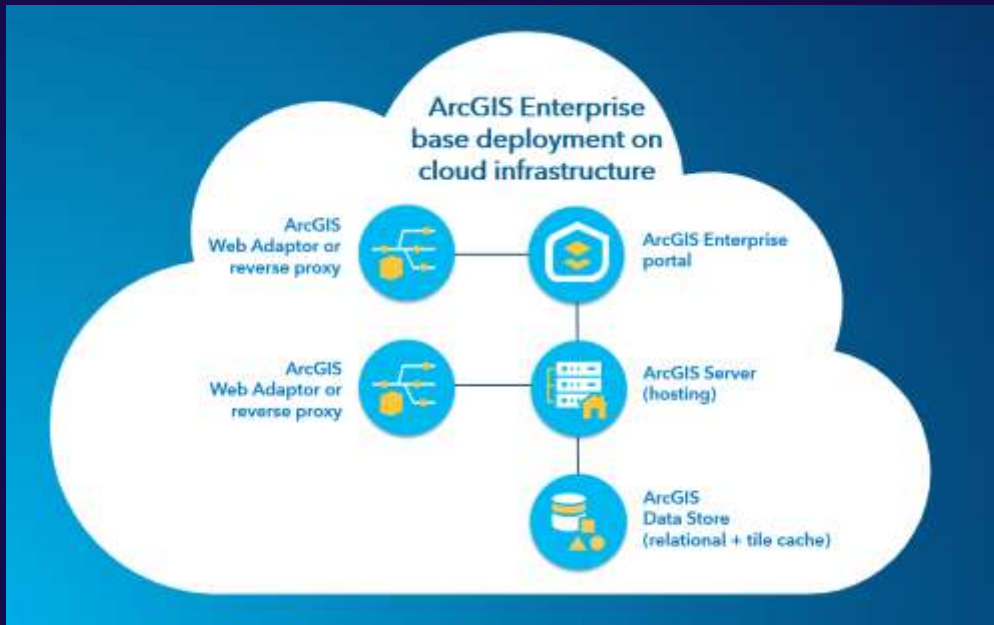 ArcGIS Enterprise
base deployment on
cloud infrastructure
ArcGIS
Web Adaptor or
reverse proxy
ArcGIS Enterprise
portal
ArcGIS
Web Adaptor or
reverse proxy
ArcGIS Server
(hosting)
ArcGIS
Data Store
(relational + tile cache)